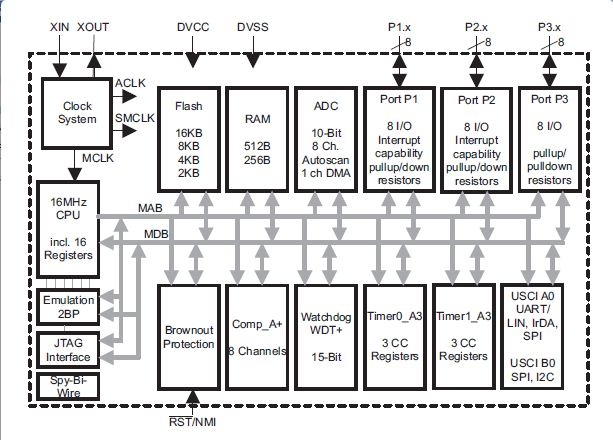 XIN XOUT DVCC DVSS P1.x P2.x P3.x
8 8 8
ACLK
SMCLK
MCLK
Clock
System
Flash
16KB
8KB
4KB
2KB
RAM
512B
256B
ADC
10-Bit
8 Ch.
Autoscan
1 ch DMA
Port P1
8 I/O
Interrupt
capability
pullup/down
resistors
Port P2
8 I/O
Interrupt
capability
pullup/down
resistors
Port P3
8 I/O
pullup/
pulldown
resistors
16MHz
CPU
incl. 16
Registers
MAB
MDB
Emulation
2BP
JTAG
Interface
Spy-Bi-
Wire
Brownout
Protection
Comp_A+
8 Channels
Watchdog
WDT+
15-Bit
Timer0_A3
3 CC
Registers
Timer1_A3
3 CC
Registers
USCI A0
UART/
LIN, IrDA,
SPI
USCI B0
SPI, I2C
RST/NMI